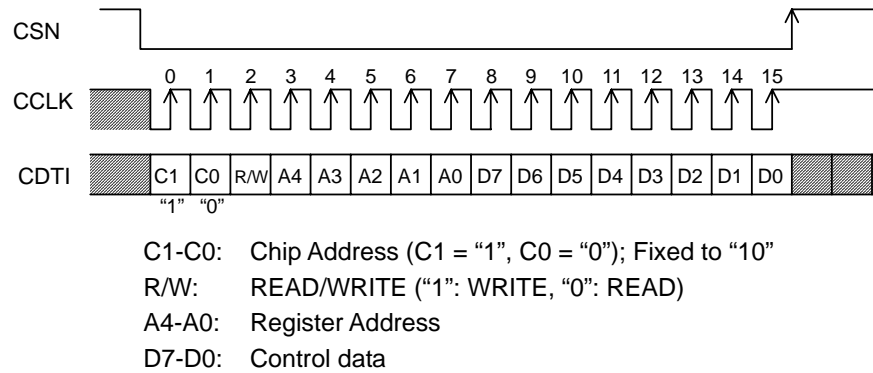 CSN
0 1 2 3 4 5 6 7 8 9 10 11 12 13 14 15
CCLK
CDTI C1 C0 R/W A4 A3 A2 A1 A0 D7 D6 D5 D4 D3 D2 D1 D0
“1” “0”
C1-C0: Chip Address (C1 = “1”, C0 = “0”); Fixed to “10”
R/W: READ/WRITE (“1”: WRITE, “0”: READ)
A4-A0: Register Address
D7-D0: Control data